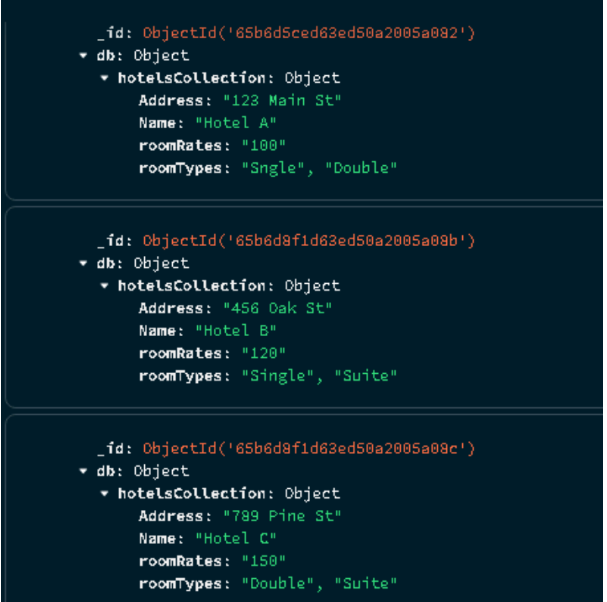 _id: ObjectId('65b6d5ced63ed50a2005a082')
db: Object
hotelsCollection: Object
Address: "123 Main St"
Name: "Hotel A"
roomRates: "100"
roomTypes: "Sngle", "Double"
_id: ObjectId('65b6d8f1d63ed50a2005a08b')
db: Object
hotelsCollection: Object
Address: "456 Oak St"
Name: "Hotel B"
roomRates: "120"
roomTypes: "Single", "Suite"
_id: ObjectId('65b6d8f1d63ed50a2005a08c')
db: Object
hotelsCollection: Object
Address: "789 Pine St"
Name: "Hotel C"
roomRates: "150"
roomTypes: "Double", "Suite"